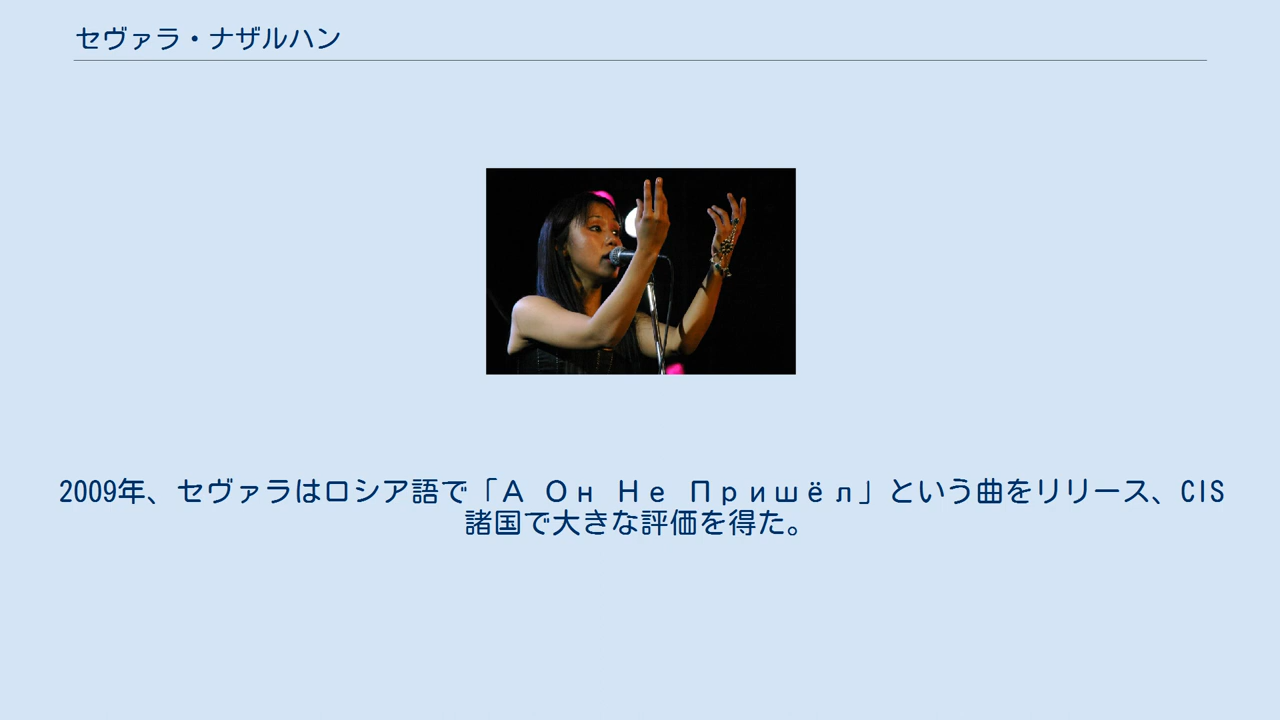 セヴァラ・ナザルハン
2009年、セヴァラはロシア語で「А Он Не Пришёл」という曲をリリース、CIS
諸国で大きな評価を得た。